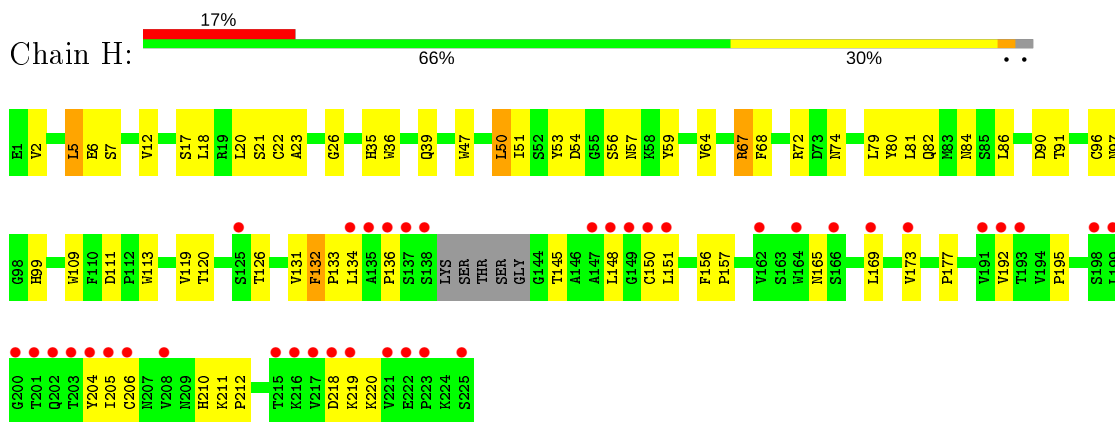 17%
Chain H:
66% 30% • •
E1 V2 L5 E6 S7 V12 S17 L18 R19 L20 S21 C22 A23 G26 H35 W36 Q39 W47 L50 I51 S52 Y53 D54 G55 S56 N57 K58 Y59 V64 R67 F68 R72 D73 N74 L79 Y80 L81 Q82 M83 N84 S85 L86 D90 T91 C96 N97
G98 H99 W109 F110 D111 P112 W113 V119 T120 S125 T126 V131 F132 P133 L134 A135 P136 S137 S138 LYS SER THR SER GLY G144 T145 A146 A147 L148 G149 C150 L151 F156 P157 V162 S163 W164 N165 S166 L169 V173 P177 V191 V192 T193 V194 P195 S198 L199
G200 T201 Q202 T203 Y204 I205 C206 N207 V208 N209 H210 K211 P212 T215 K216 V217 D218 K219 K220 V221 E222 P223 K224 S225